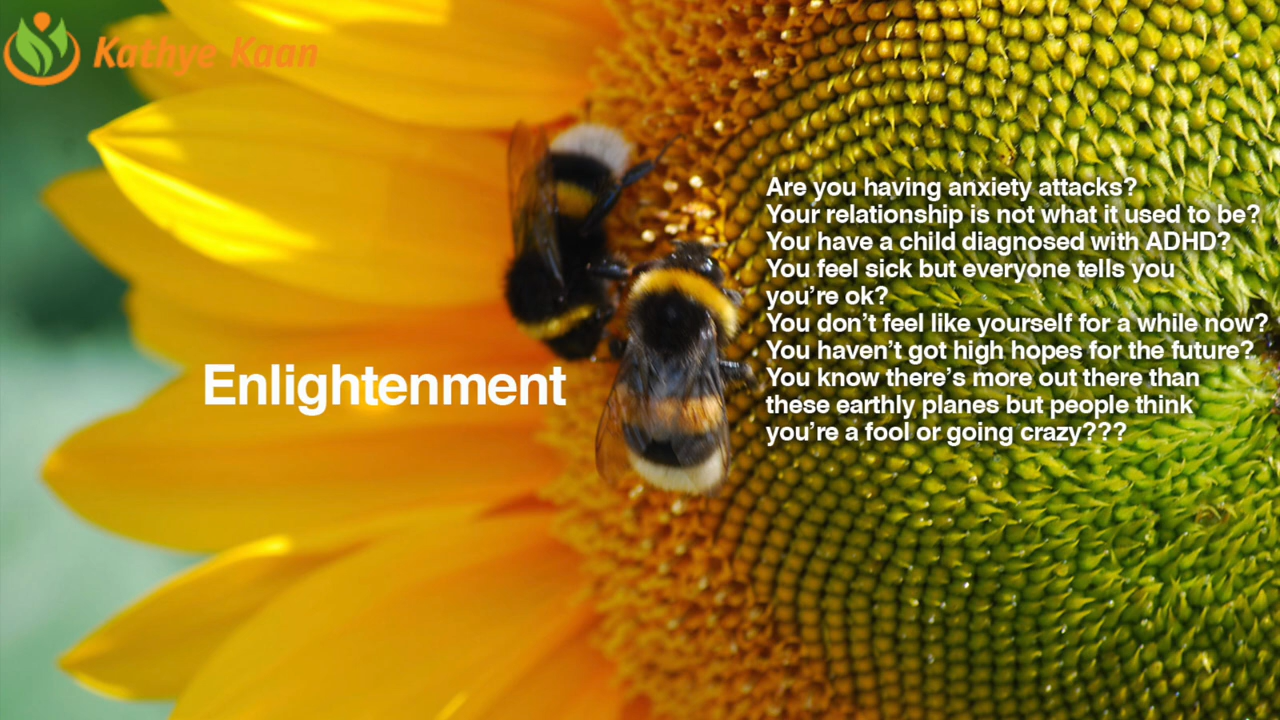 Kathye Kaan
Are you having anxiety attacks?
Your relationship is not what it used to be?
You have a child diagnosed with ADHD?
You feel sick but everyone tells you
you’re ok?
You don’t feel like yourself for a while now?
You haven’t got high hopes for the future?
You know there’s more out there than
these earthly planes but people think
you’re a fool or going crazy???
Enlightenment